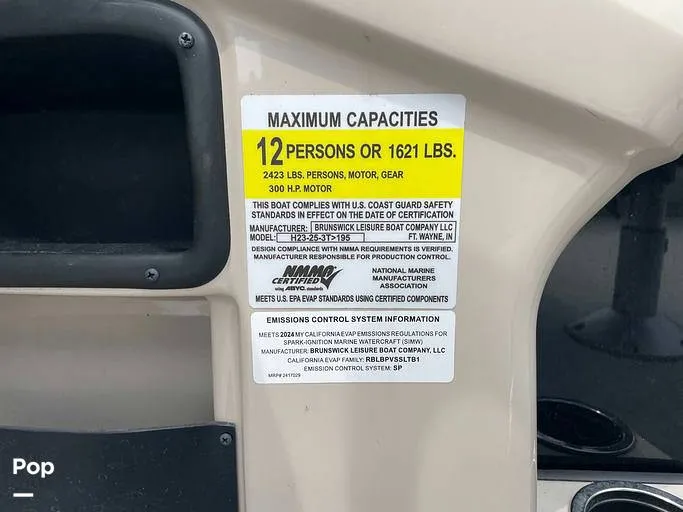 MAXIMUM CAPACITIES
12 PERSONS OR 1621 LBS.
2423 LBS. PERSONS, MOTOR, GEAR
300 H.P. MOTOR
THIS BOAT COMPLIES WITH U.S. COAST GUARD SAFETY
STANDARDS IN EFFECT ON THE DATE OF CERTIFICATION
MANUFACTURER: BRUNSWICK LEISURE BOAT COMPANY LLC
MODEL: H23-25-3T>195 FT. WAYNE, IN
DESIGN COMPLIANCE WITH NMMA REQUIREMENTS IS VERIFIED.
MANUFACTURER RESPONSIBLE FOR PRODUCTION CONTROL.
NMMA
CERTIFIED
using ABYC standards
NATIONAL MARINE
MANUFACTURERS
ASSOCIATION
MEETS U.S. EPA EVAP STANDARDS USING CERTIFIED COMPONENTS
EMISSIONS CONTROL SYSTEM INFORMATION
MEETS 2024 MY CALIFORNIA EVAP EMISSIONS REGULATIONS FOR
SPARK-IGNITION MARINE WATERCRAFT (SIMW)
MANUFACTURER: BRUNSWICK LEISURE BOAT COMPANY, LLC
CALIFORNIA EVAP FAMILY: RBLBPVSSLTB1
EMISSION CONTROL SYSTEM: SP
MRP# 2417029
Pop